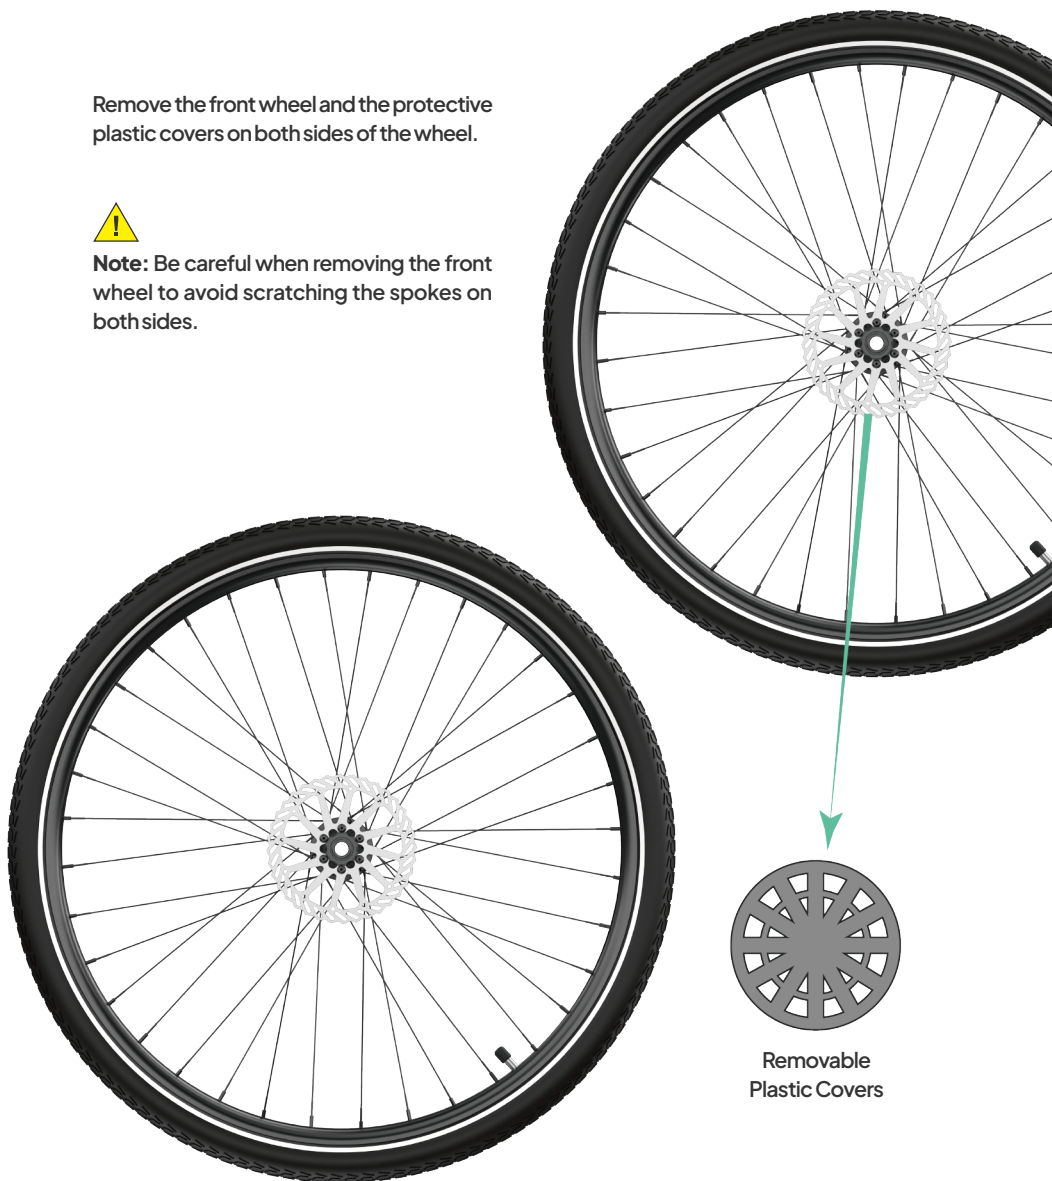 Remove the front wheel and the protective
plastic covers on both sides of the wheel.
!
Note: Be careful when removing the front
wheel to avoid scratching the spokes on
both sides.
Removable
Plastic Covers